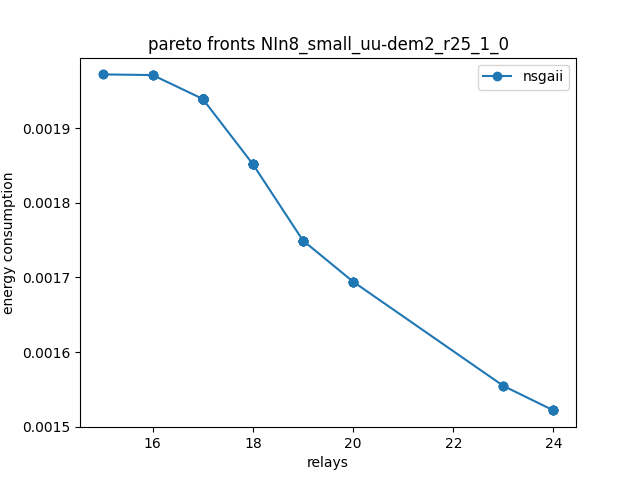 pareto fronts NIn8_small_uu-dem2_r25_1_0
nsgaii
energy consumption
0.0019
0.0018
0.0017
0.0016
0.0015
16
18
20
22
24
relays